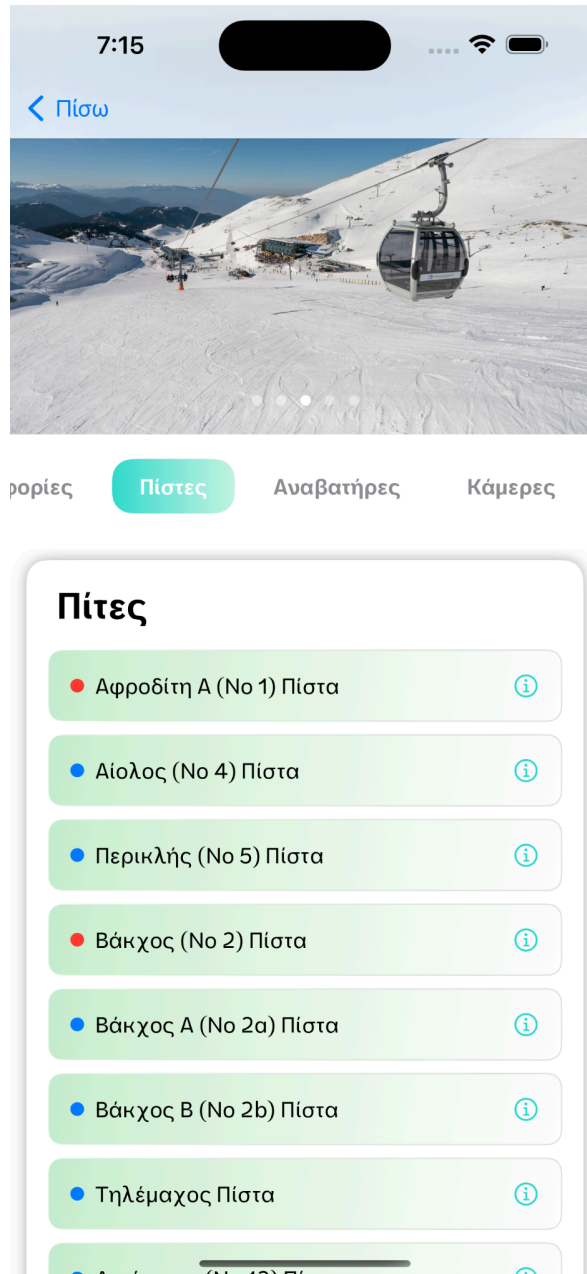 7:15
Πίσω
Πίστες Αναβατήρες Κάμερες
Πίτες
Αφροδίτη Α (Νο 1) Πίστα
Αίολος (Νο 4) Πίστα
Περικλής (Νο 5) Πίστα
Βάκχος (Νο 2) Πίστα
Βάκχος Α (Νο 2a) Πίστα
Βάκχος Β (Νο 2b) Πίστα
Τηλέμαχος Πίστα